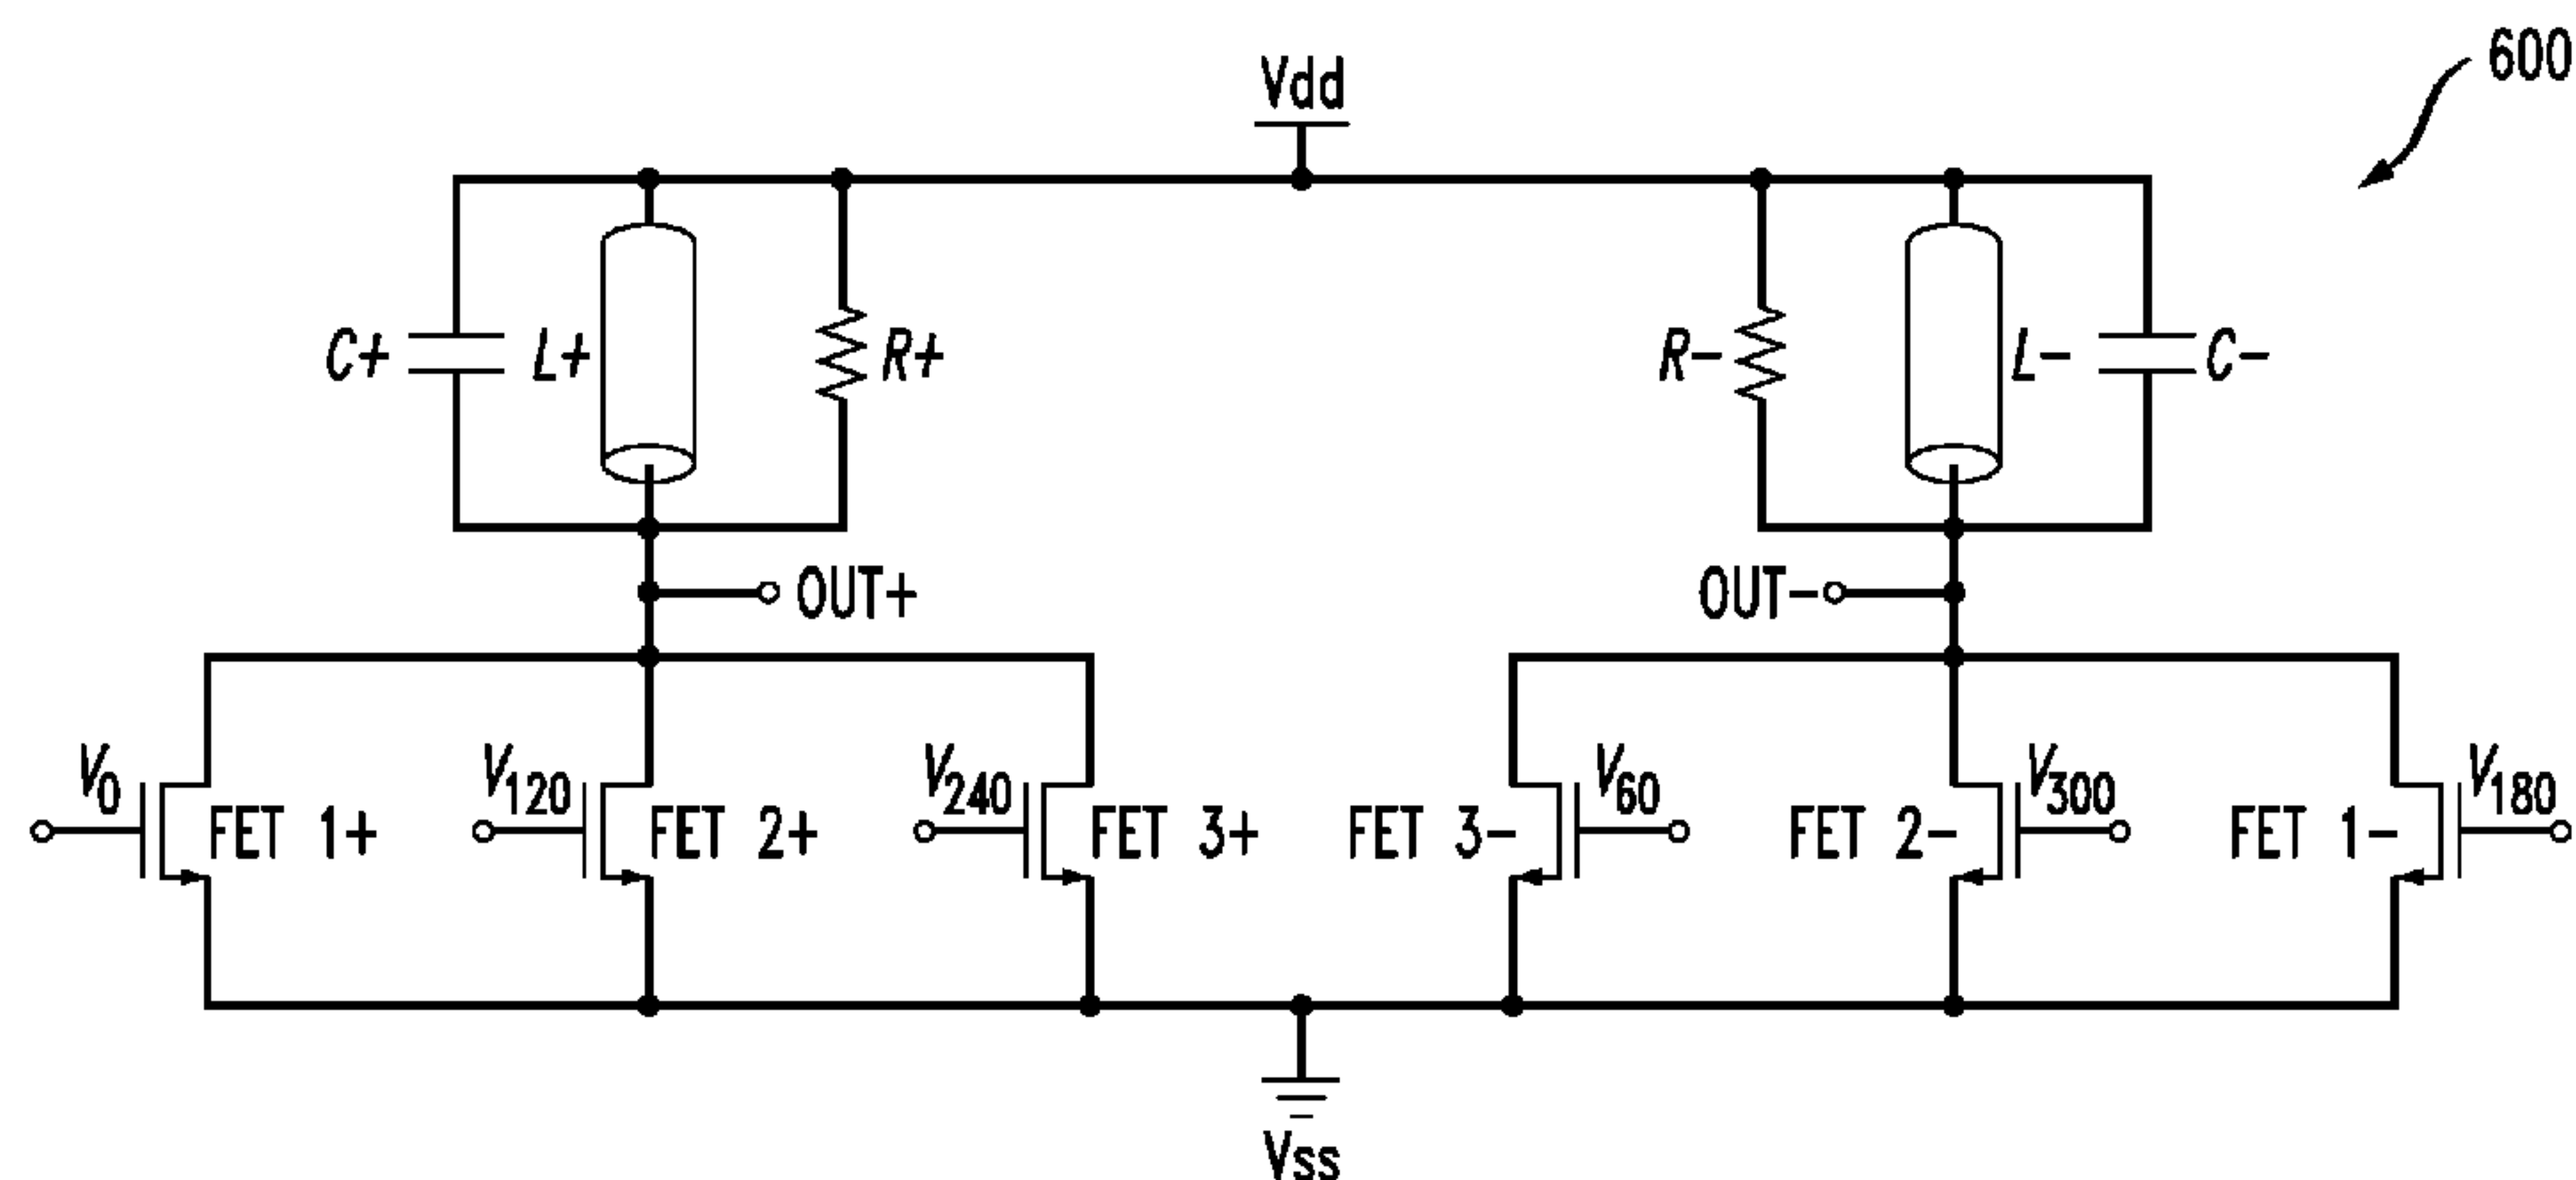 600
Vdd
C+
L+
R+
R-
L-
C-
OUT+
OUT-
V0
FET 1+
V120
FET 2+
V240
FET 3+
FET 3-
V60
FET 2-
V300
FET 1-
V180
Vss